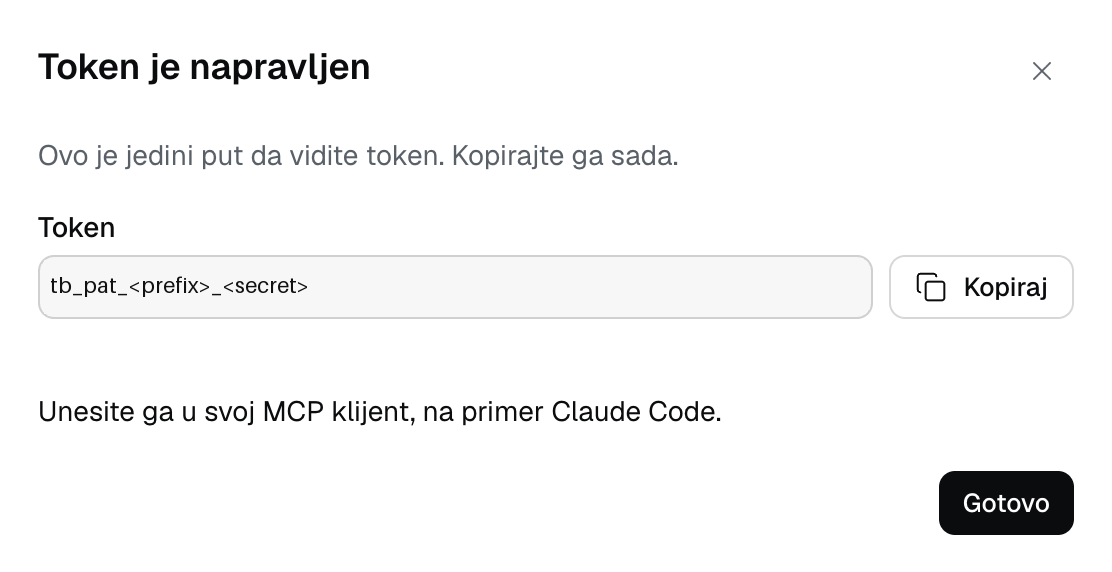 Token je napravljen
Ovo je jedini put da vidite token. Kopirajte ga sada.
Token
tb_pat_<prefix>_<secret>
Kopiraj
Unesite ga u svoj MCP klijent, na primer Claude Code.
Gotovo